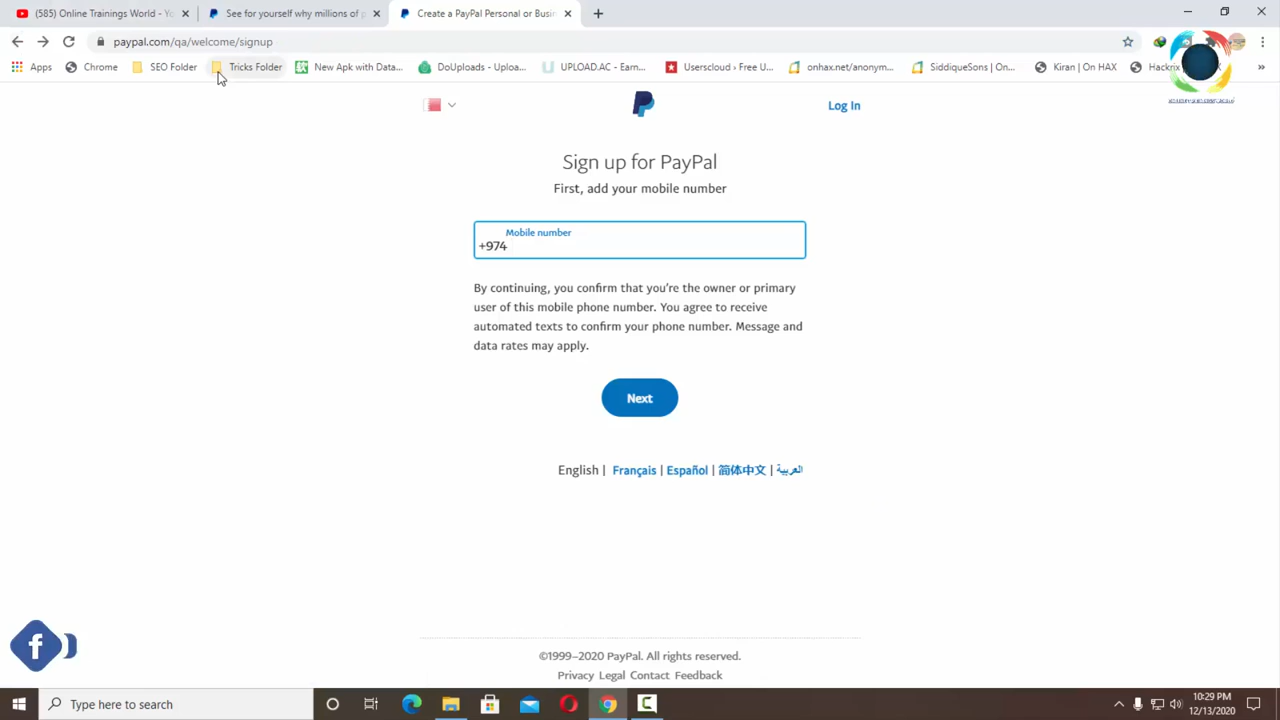 (585) Online Trainings World - Yo
See for yourself why millions of p
Create a PayPal Personal or Busin
paypal.com/qa/welcome/signup
Apps
Chrome
SEO Folder
Tricks Folder
New Apk with Data...
DoUploads - Uploa...
UPLOAD.AC - Earn...
Userscloud › Free U...
onhax.net/anonym...
SiddiqueSons | On...
Kiran | On HAX
Log In
Sign up for PayPal
First, add your mobile number
Mobile number
+974
By continuing, you confirm that you're the owner or primary
user of this mobile phone number. You agree to receive
automated texts to confirm your phone number. Message and
data rates may apply.
Next
English | Français | Español | 简体中文 | العربية
©1999–2020 PayPal. All rights reserved.
Privacy Legal Contact Feedback
Type here to search
10:29 PM
12/13/2020